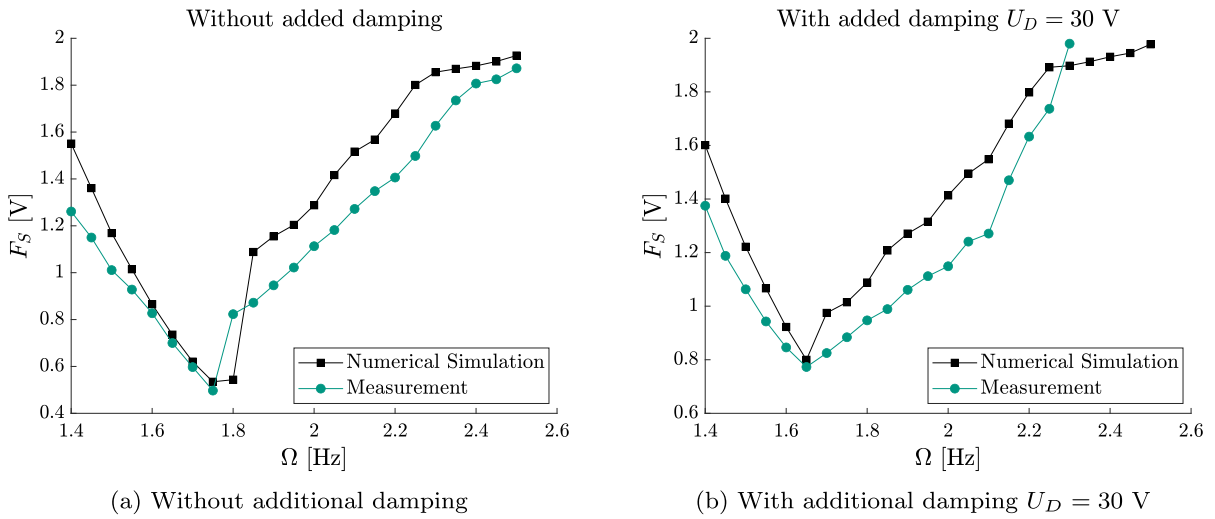 Without added damping
2
1.8
1.6
1.4
1.2
1
0.8
0.6
0.4
F_S [V]
Numerical Simulation
Measurement
1.4 1.6 1.8 2 2.2 2.4 2.6
Ω [Hz]
(a) Without additional damping
With added damping U_D = 30 V
2
1.8
1.6
1.4
1.2
1
0.8
0.6
F_S [V]
Numerical Simulation
Measurement
1.4 1.6 1.8 2 2.2 2.4 2.6
Ω [Hz]
(b) With additional damping U_D = 30 V